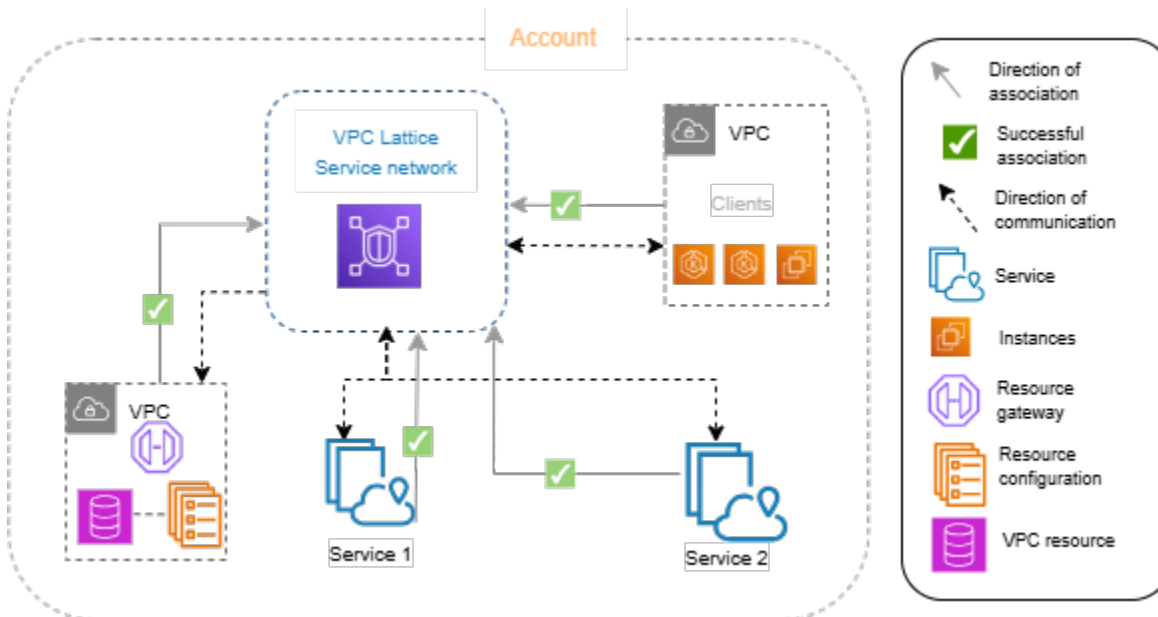 Account
VPC Lattice
Service network
VPC
Clients
VPC
Service 1
Service 2
Direction of
association
Successful
association
Direction of
communication
Service
Instances
Resource
gateway
Resource
configuration
VPC resource